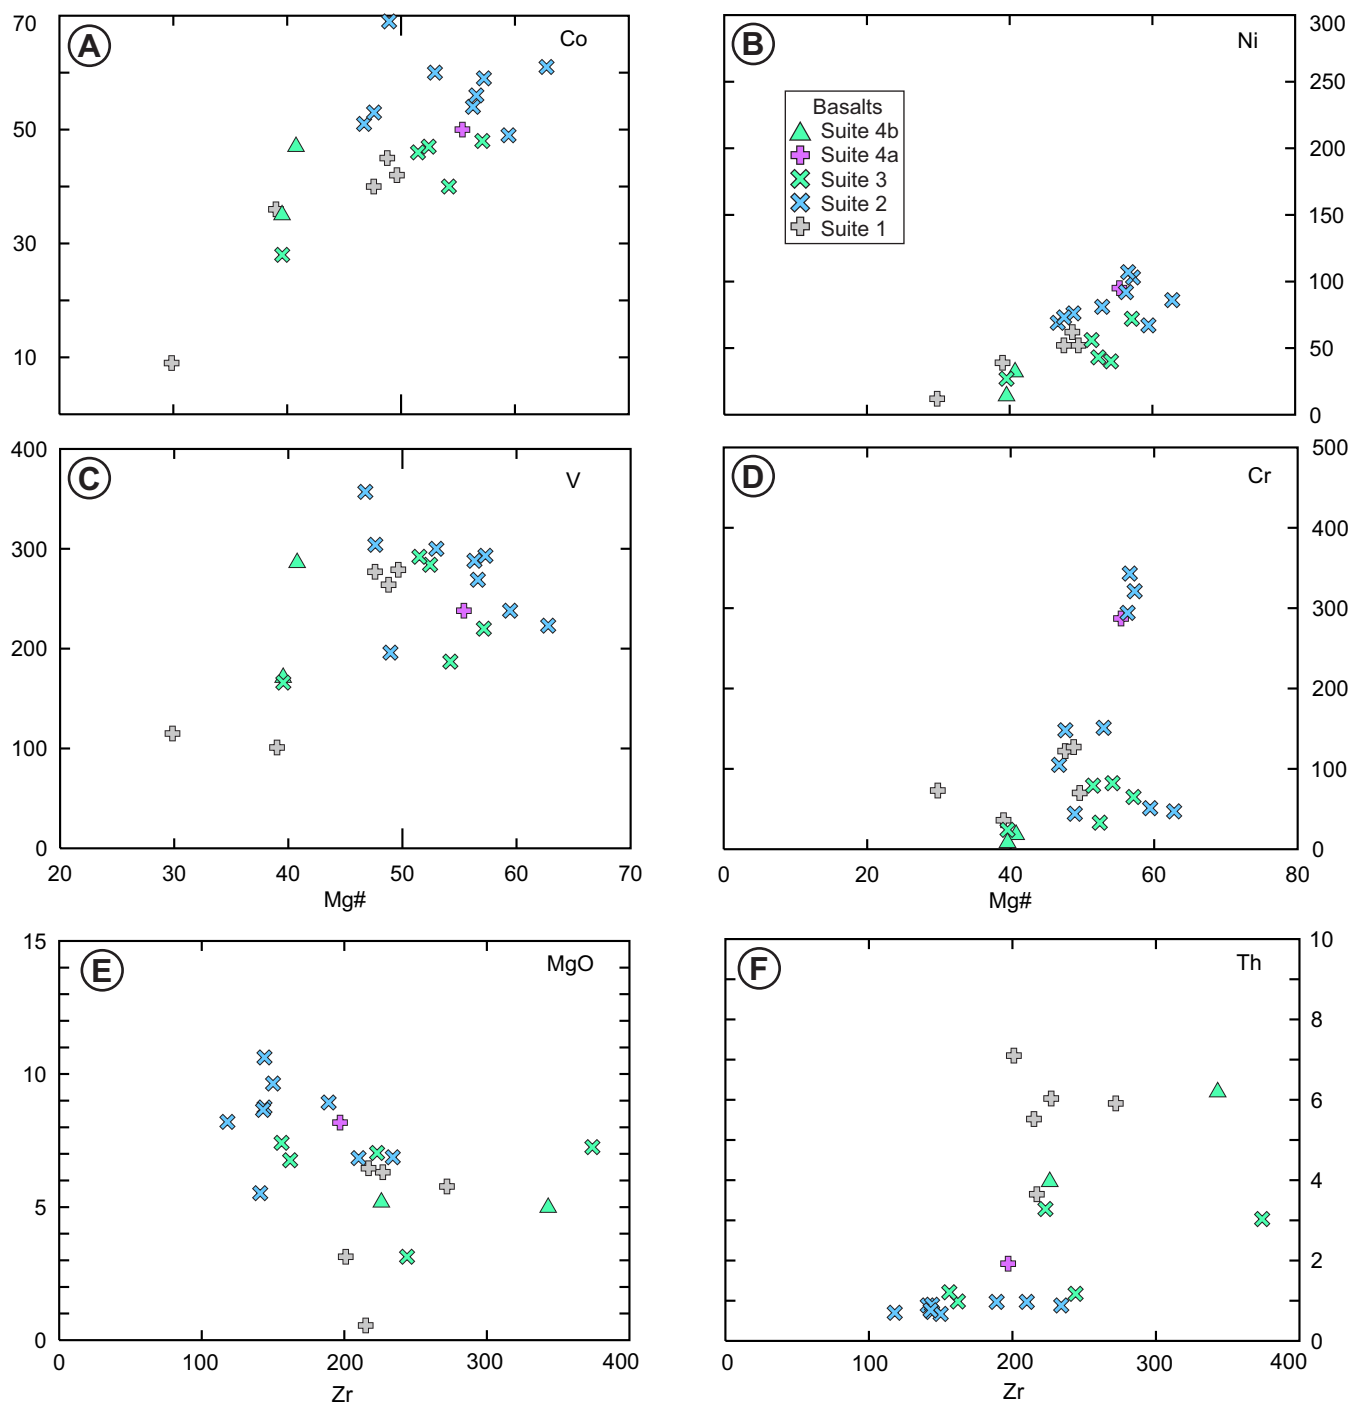 70
50
30
10
A
Co
B
Ni
300
250
200
150
100
50
0
Basalts
Suite 4b
Suite 4a
Suite 3
Suite 2
Suite 1
400
300
200
100
0
C
V
20 30 40 50 60 70
Mg#
D
Cr
500
400
300
200
100
0
0 20 40 60 80
Mg#
15
10
5
0
E
MgO
0 100 200 300 400
Zr
F
Th
10
8
6
4
2
0
0 100 200 300 400
Zr